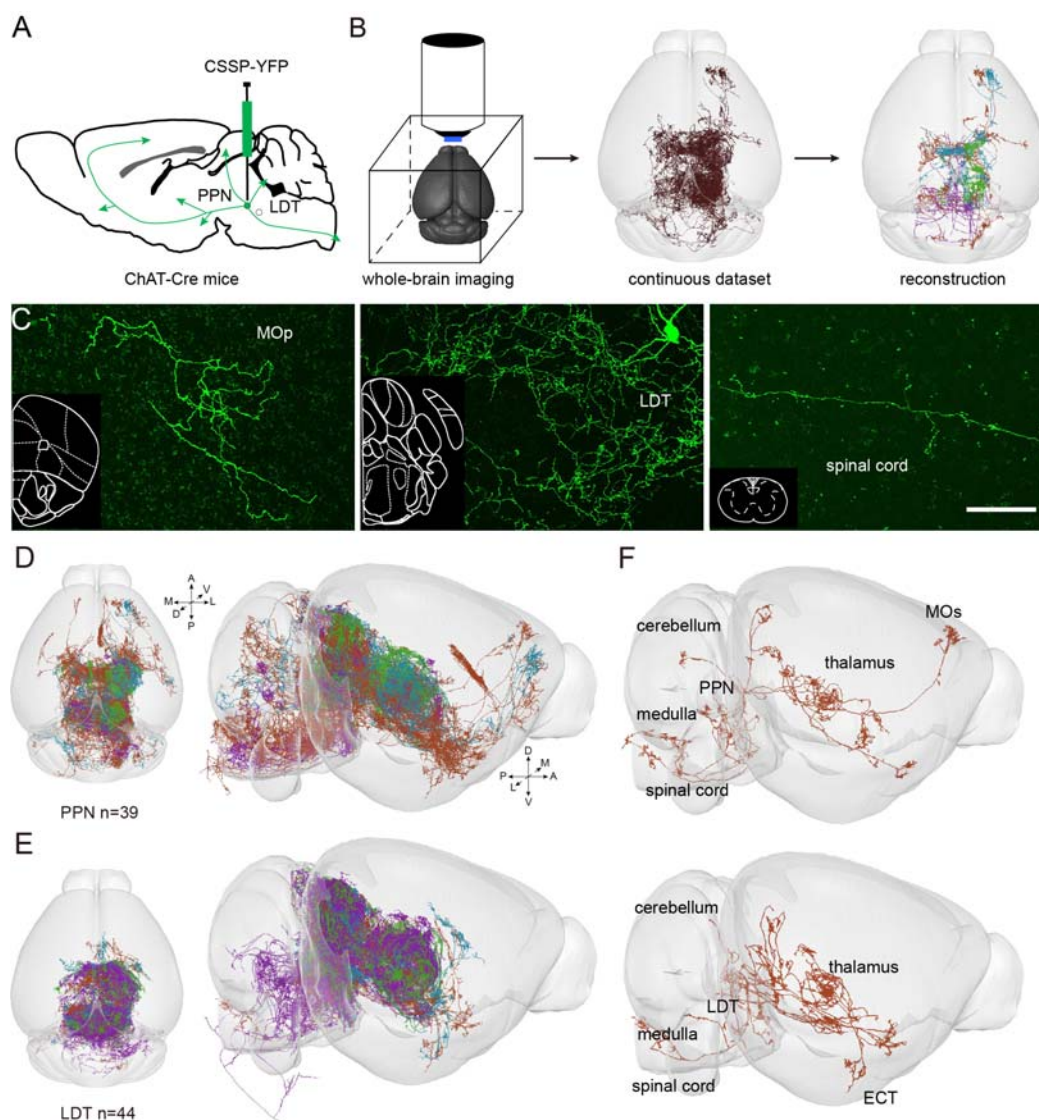 A
CSSP-YFP
PPN
LDT
ChAT-Cre mice
B
whole-brain imaging
continuous dataset
reconstruction
C
MOp
LDT
spinal cord
D
A
V
M
L
D
P
PPN n=39
D
M
P
A
L
V
E
LDT n=44
F
cerebellum
MOs
thalamus
PPN
medulla
spinal cord
cerebellum
thalamus
LDT
medulla
spinal cord
ECT